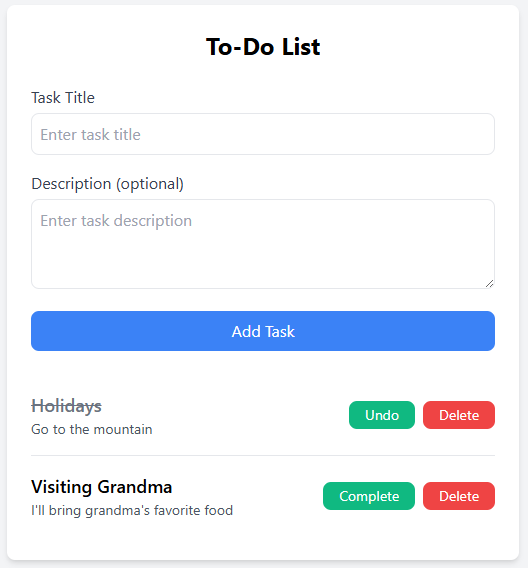 To-Do List
Task Title
Enter task title
Description (optional)
Enter task description
Add Task
Holidays
Go to the mountain
Undo
Delete
Visiting Grandma
I'll bring grandma's favorite food
Complete
Delete